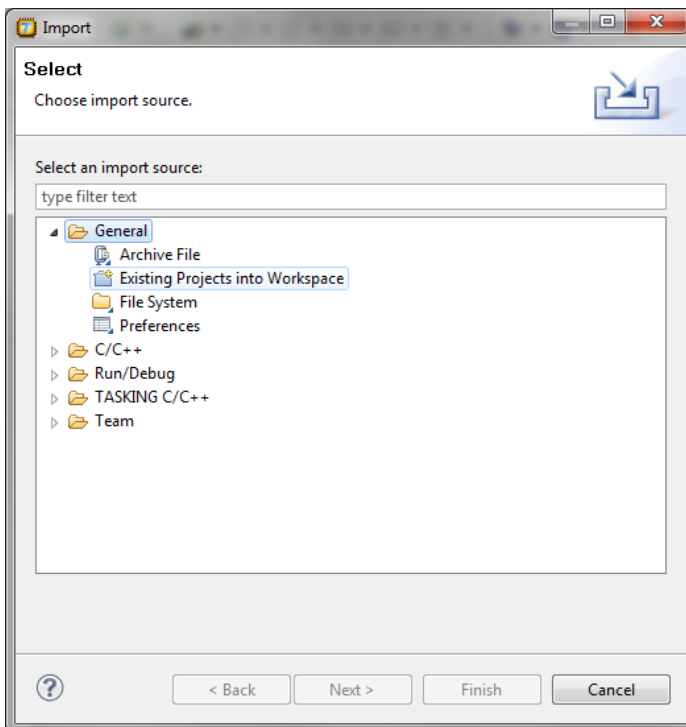 Import
Select
Choose import source.
Select an import source:
type filter text
General
Archive File
Existing Projects into Workspace
File System
Preferences
C/C++
Run/Debug
TASKING C/C++
Team
?
< Back Next > Finish Cancel